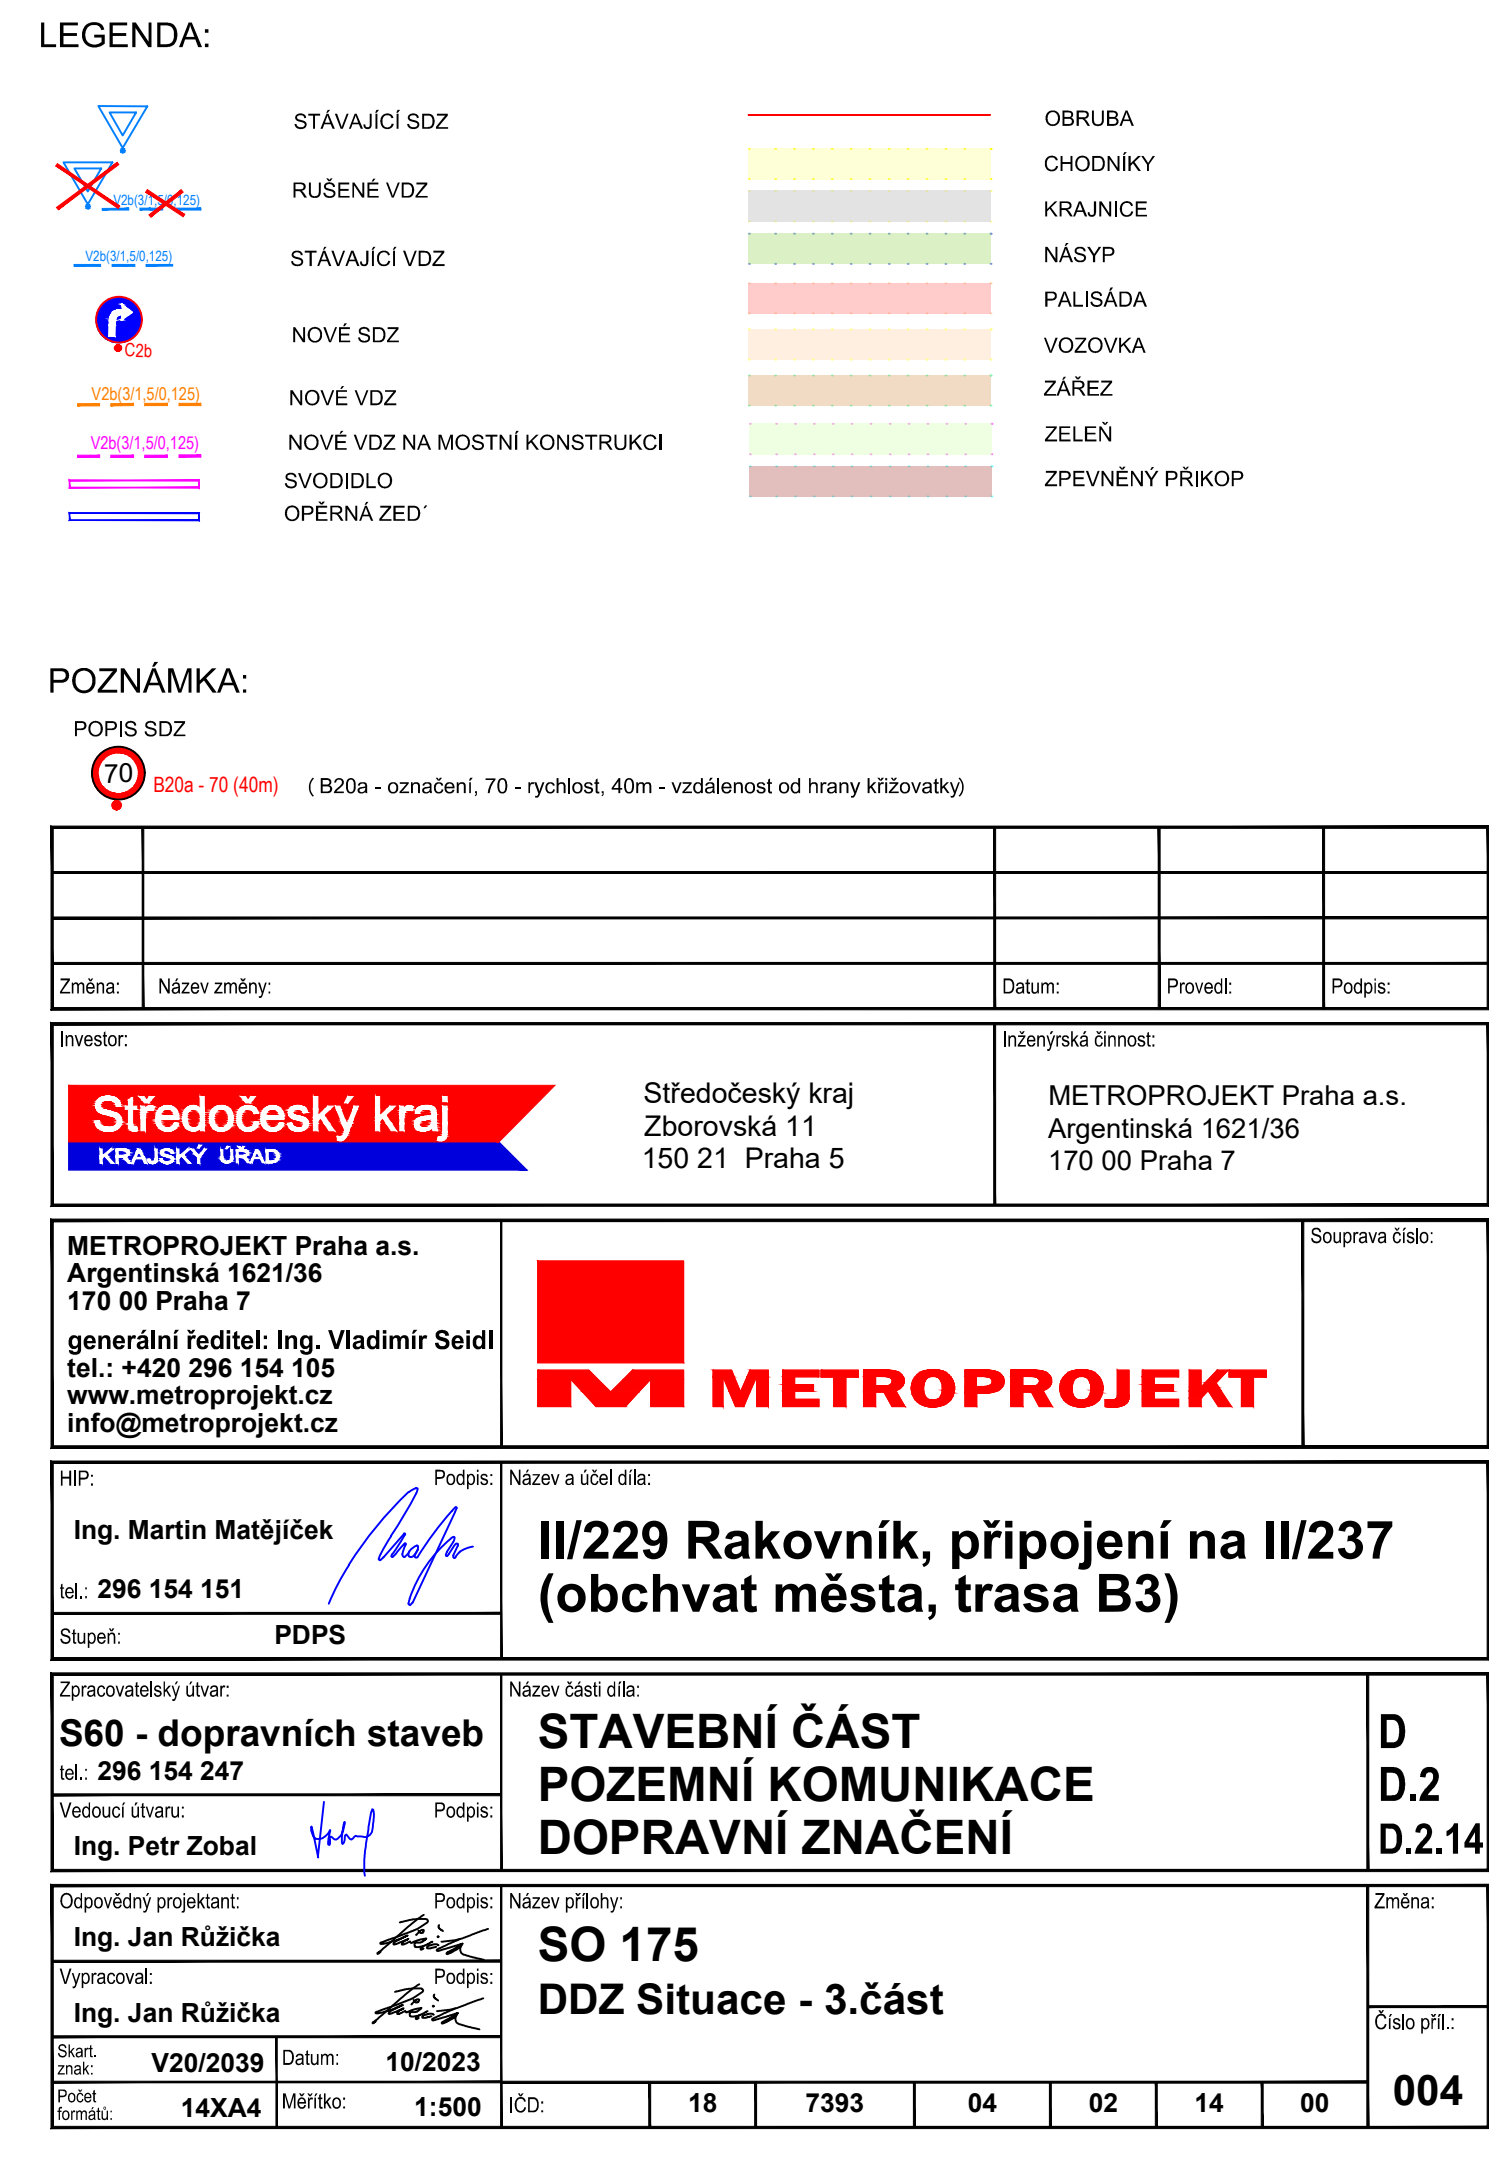 LEGENDA:
STÁVAJÍCÍ SDZ
V2b(3/1,5/0,125)
RUŠENÉ VDZ
V2b(3/1,5/0,125)
STÁVAJÍCÍ VDZ
C2b
NOVÉ SDZ
V2b(3/1,5/0,125)
NOVÉ VDZ
V2b(3/1,5/0,125)
NOVÉ VDZ NA MOSTNÍ KONSTRUKCI
SVODIDLO
OPĚRNÁ ZED´
OBRUBA
CHODNÍKY
KRAJNICE
NÁSYP
PALISÁDA
VOZOVKA
ZÁŘEZ
ZELEŇ
ZPEVNĚNÝ PŘIKOP
POZNÁMKA:
POPIS SDZ
70
B20a - 70 (40m) ( B20a - označení, 70 - rychlost, 40m - vzdálenost od hrany křižovatky)
Změna: Název změny: Datum: Provedl: Podpis:
Investor:
Středočeský kraj
KRAJSKÝ ÚŘAD
Středočeský kraj
Zborovská 11
150 21 Praha 5
Inženýrská činnost:
METROPROJEKT Praha a.s.
Argentinská 1621/36
170 00 Praha 7
METROPROJEKT Praha a.s.
Argentinská 1621/36
170 00 Praha 7
generální ředitel: Ing. Vladimír Seidl
tel.: +420 296 154 105
www.metroprojekt.cz
info@metroprojekt.cz
METROPROJEKT
Souprava číslo:
HIP: Podpis:
Ing. Martin Matějíček
tel.: 296 154 151
Stupeň: PDPS
Název a účel díla:
II/229 Rakovník, připojení na II/237
(obchvat města, trasa B3)
Zpracovatelský útvar:
S60 - dopravních staveb
tel.: 296 154 247
Vedoucí útvaru: Podpis:
Ing. Petr Zobal
Název části díla:
STAVEBNÍ ČÁST
POZEMNÍ KOMUNIKACE
DOPRAVNÍ ZNAČENÍ
D
D.2
D.2.14
Odpovědný projektant: Podpis:
Ing. Jan Růžička
Vypracoval: Podpis:
Ing. Jan Růžička
Skart.
znak: V20/2039 Datum: 10/2023
Počet
formátů: 14XA4 Měřítko: 1:500
Název přílohy:
SO 175
DDZ Situace - 3.část
IČD: 18 7393 04 02 14 00
Změna:
Číslo příl.:
004